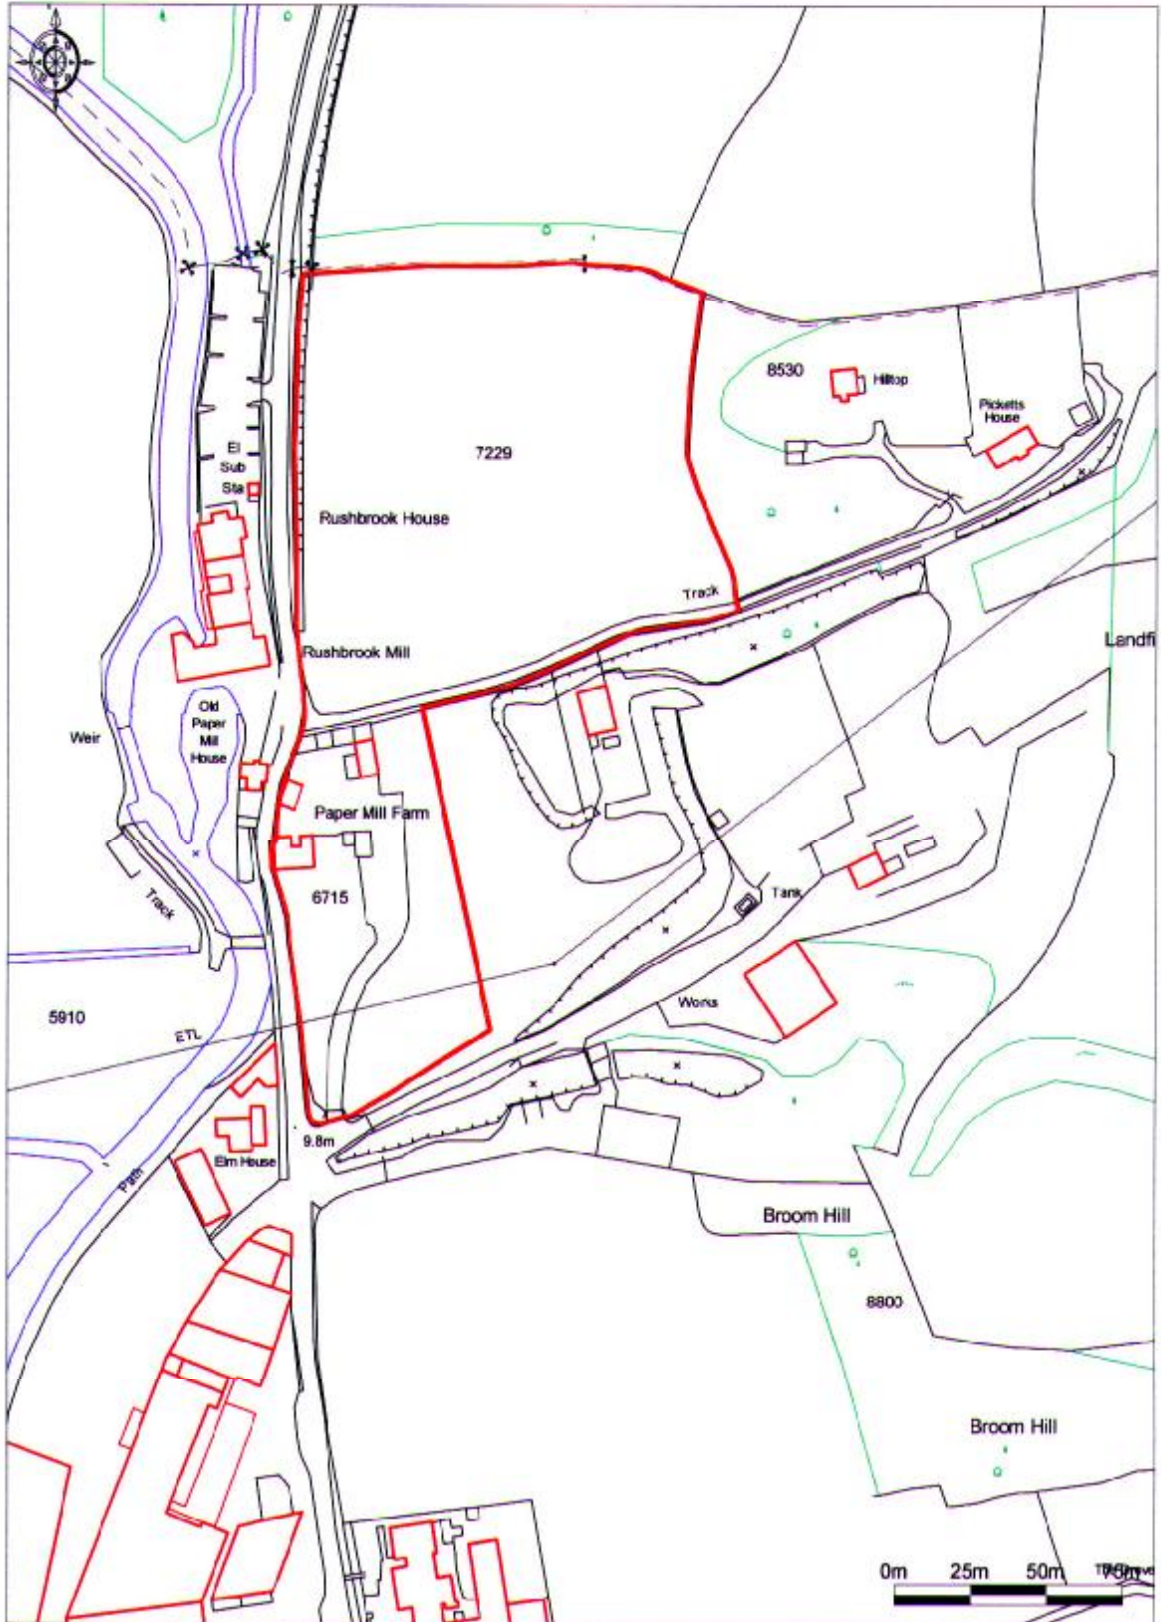 8530
Hilltop
Picketts
House
7229
El
Sub
Sta
Rushbrook House
Track
Rushbrook Mill
Landfi
Old
Paper
Mill
House
Weir
Paper Mill Farm
6715
Track
Tank
Works
5910
ETL
9.8m
Elm House
Path
Broom Hill
8800
Broom Hill
0m 25m 50m 75m